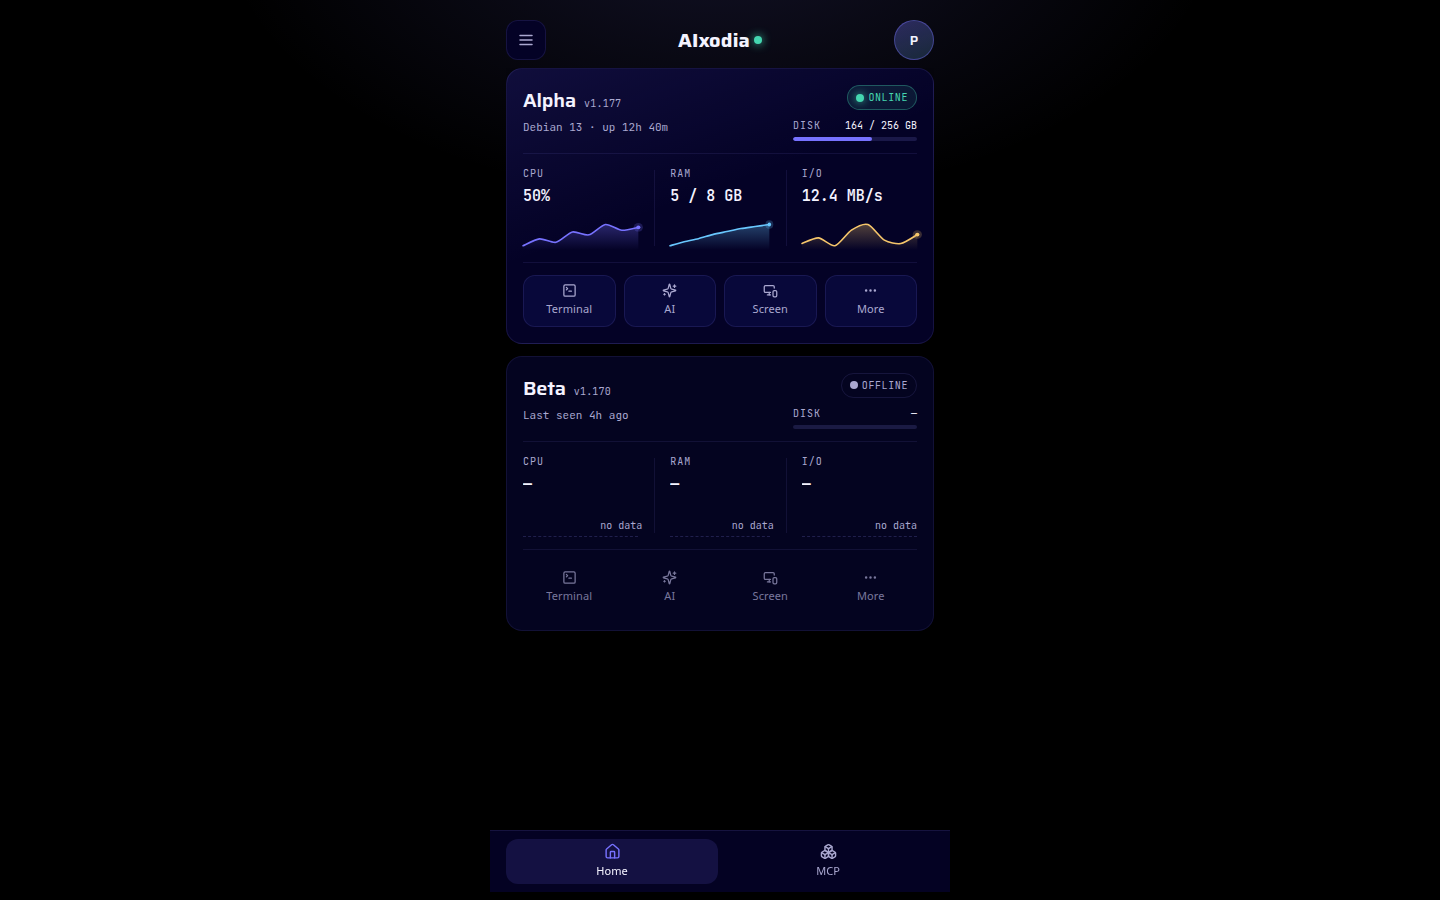 AIxodia
P
Alpha v1.177
ONLINE
Debian 13 · up 12h 40m
DISK 164 / 256 GB
CPU RAM I/O
50% 5 / 8 GB 12.4 MB/s
Terminal AI Screen More
Beta v1.170
OFFLINE
Last seen 4h ago
DISK —
CPU RAM I/O
— — —
no data no data no data
Terminal AI Screen More
Home MCP